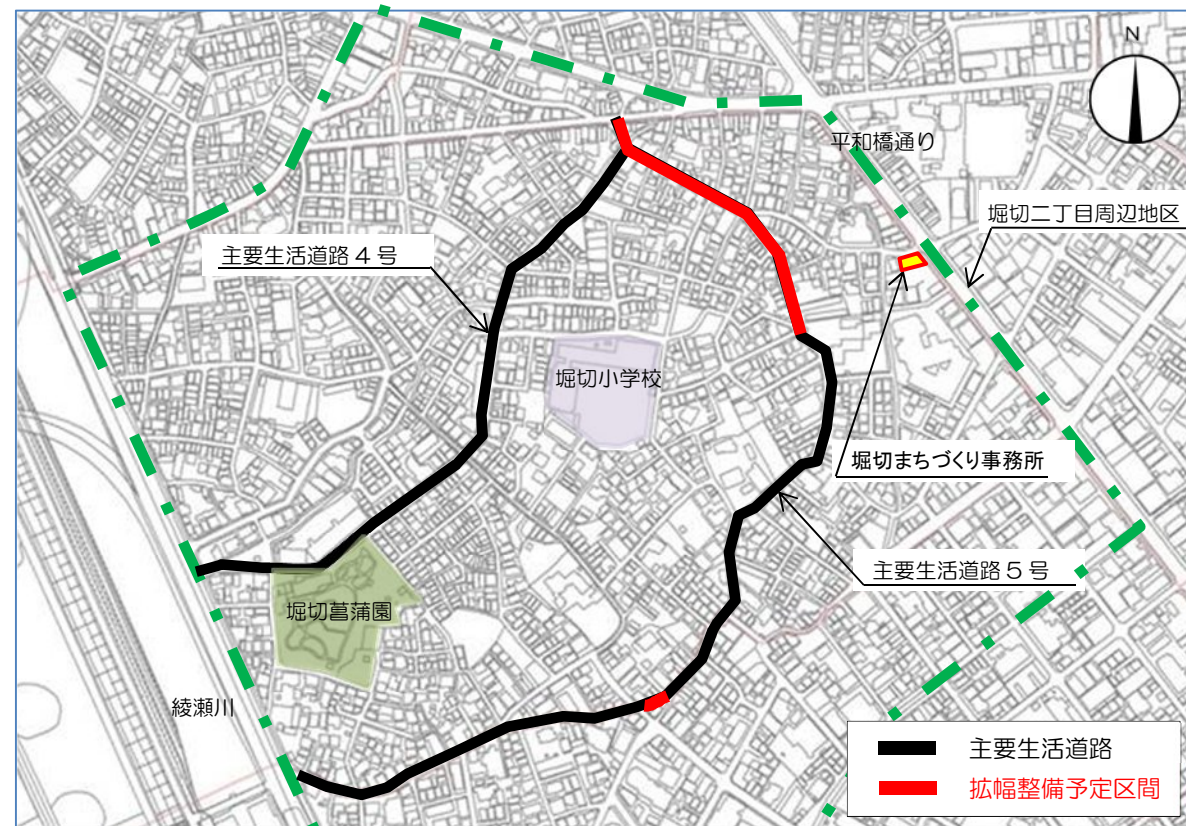 N
平和橋通り
堀切二丁目周辺地区
主要生活道路 4 号
堀切小学校
堀切まちづくり事務所
主要生活道路 5 号
堀切菖蒲園
綾瀬川
主要生活道路
拡幅整備予定区間